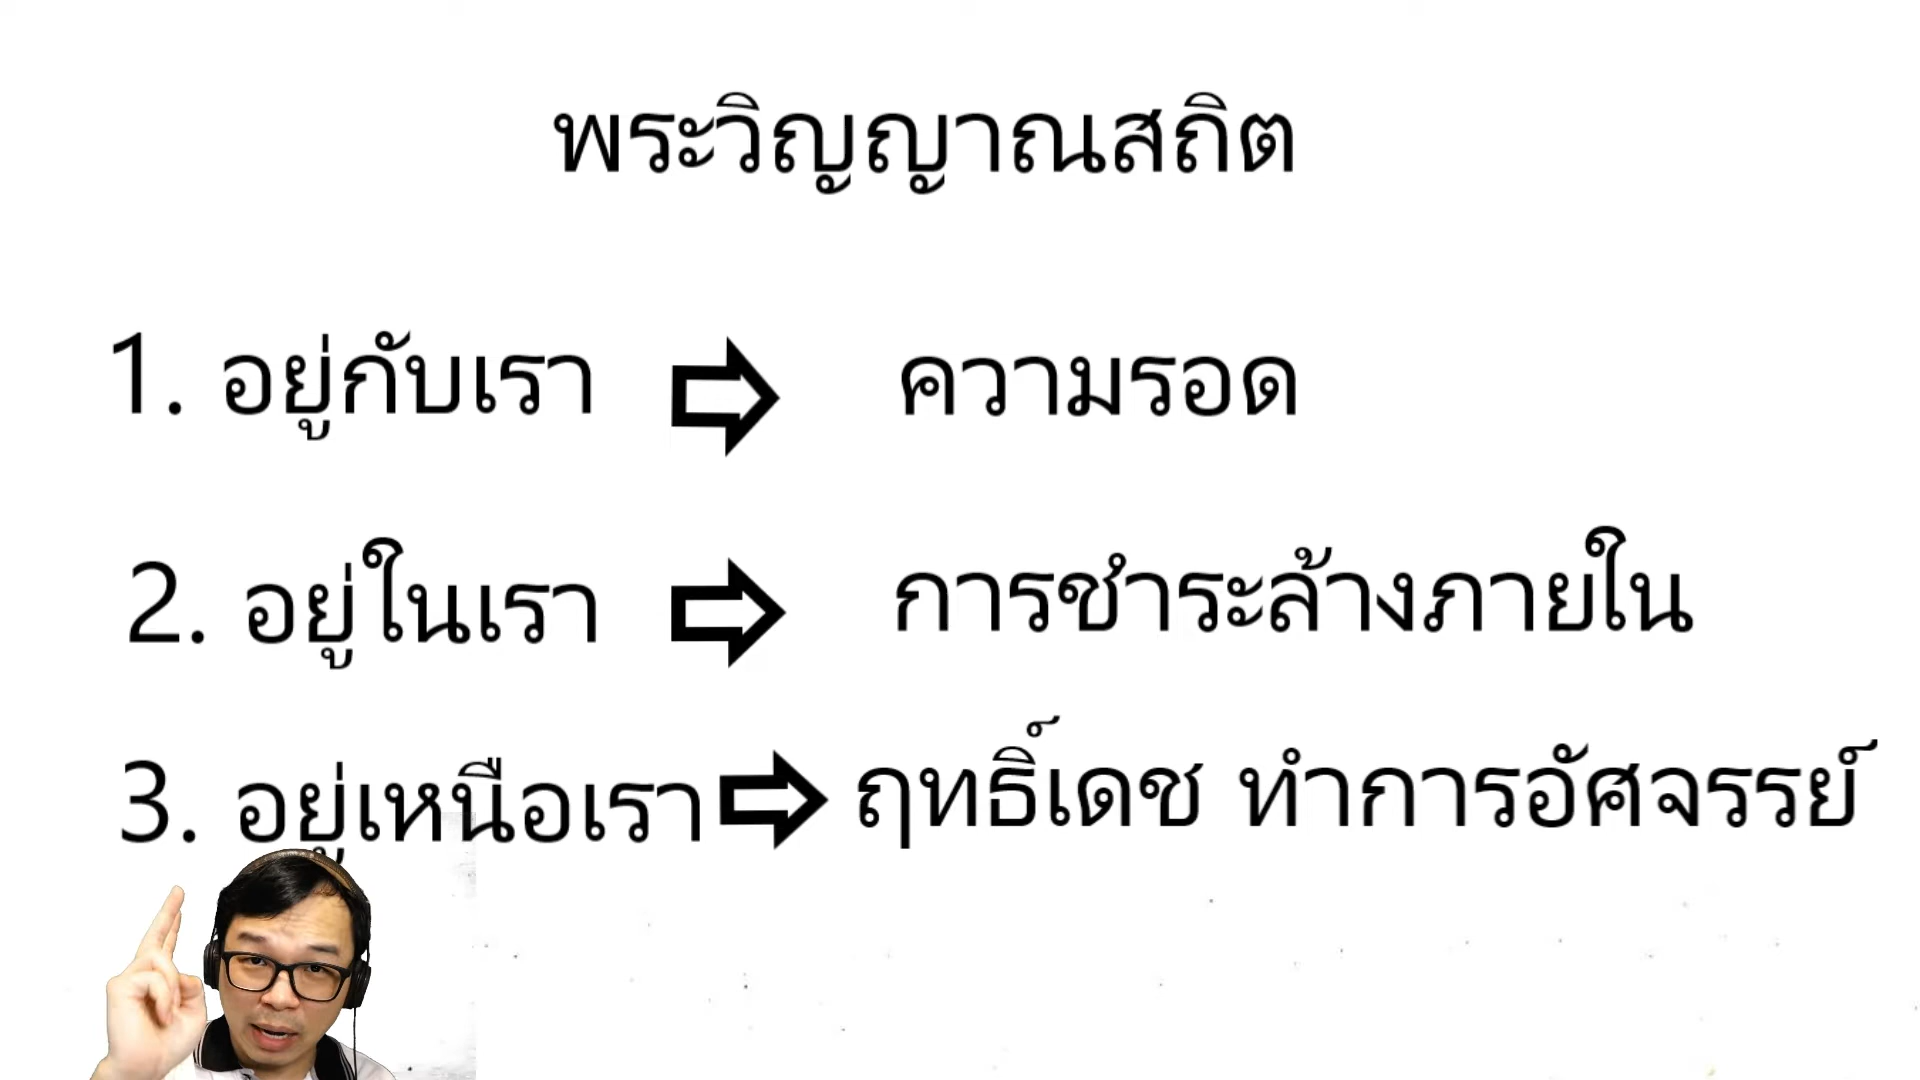 พระวิญญาณสถิต
1. อยู่กับเรา ⇨ ความรอด
2. อยู่ในเรา ⇨ การชำระล้างภายใน
3. อยู่เหนือเรา ⇨ ฤทธิ์เดช ทำการอัศจรรย์